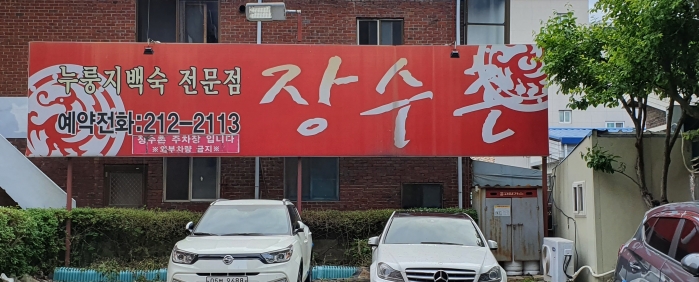 누룽지백숙 전문점
장수촌
예약전화:212-2113
장수촌 주차장 입니다
※외부차량 금지※